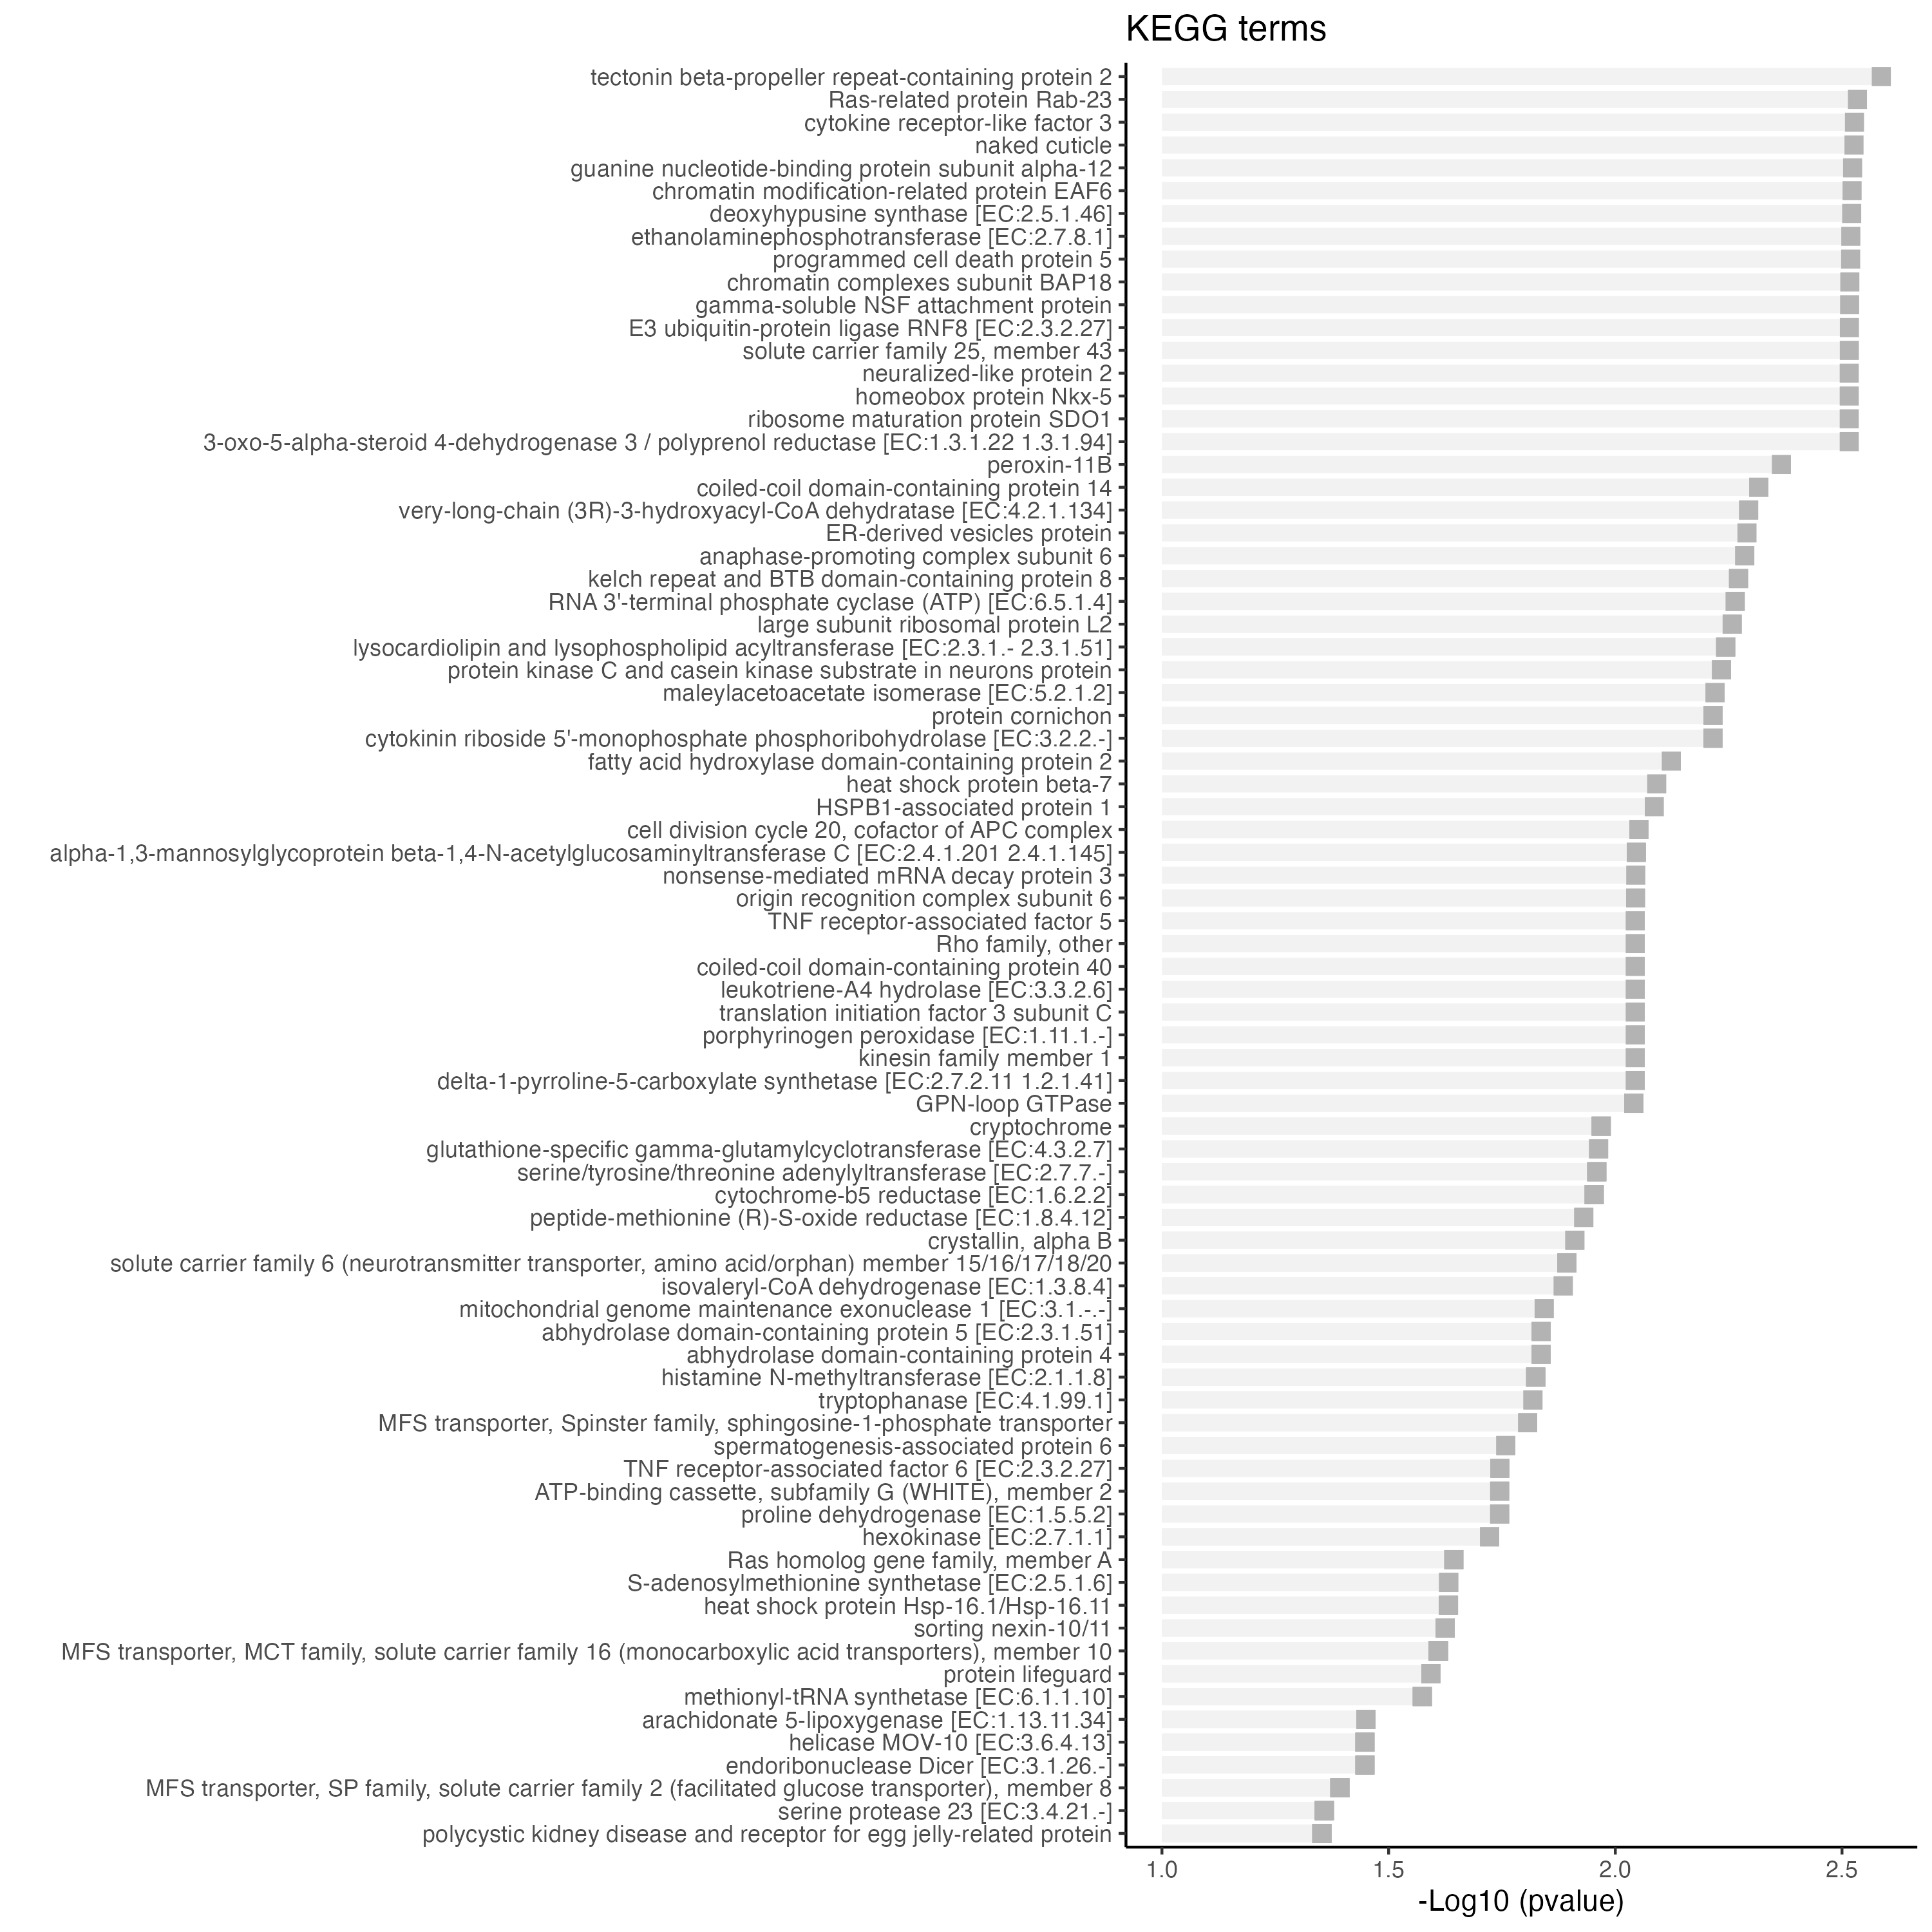 KEGG terms
tectonin beta-propeller repeat-containing protein 2
Ras-related protein Rab-23
cytokine receptor-like factor 3
naked cuticle
guanine nucleotide-binding protein subunit alpha-12
chromatin modification-related protein EAF6
deoxyhypusine synthase [EC:2.5.1.46]
ethanolaminephosphotransferase [EC:2.7.8.1]
programmed cell death protein 5
chromatin complexes subunit BAP18
gamma-soluble NSF attachment protein
E3 ubiquitin-protein ligase RNF8 [EC:2.3.2.27]
solute carrier family 25, member 43
neuralized-like protein 2
homeobox protein Nkx-5
ribosome maturation protein SDO1
3-oxo-5-alpha-steroid 4-dehydrogenase 3 / polyprenol reductase [EC:1.3.1.22 1.3.1.94]
peroxin-11B
coiled-coil domain-containing protein 14
very-long-chain (3R)-3-hydroxyacyl-CoA dehydratase [EC:4.2.1.134]
ER-derived vesicles protein
anaphase-promoting complex subunit 6
kelch repeat and BTB domain-containing protein 8
RNA 3'-terminal phosphate cyclase (ATP) [EC:6.5.1.4]
large subunit ribosomal protein L2
lysocardiolipin and lysophospholipid acyltransferase [EC:2.3.1.- 2.3.1.51]
protein kinase C and casein kinase substrate in neurons protein
maleylacetoacetate isomerase [EC:5.2.1.2]
protein cornichon
cytokinin riboside 5'-monophosphate phosphoribohydrolase [EC:3.2.2.-]
fatty acid hydroxylase domain-containing protein 2
heat shock protein beta-7
HSPB1-associated protein 1
cell division cycle 20, cofactor of APC complex
alpha-1,3-mannosylglycoprotein beta-1,4-N-acetylglucosaminyltransferase C [EC:2.4.1.201 2.4.1.145]
nonsense-mediated mRNA decay protein 3
origin recognition complex subunit 6
TNF receptor-associated factor 5
Rho family, other
coiled-coil domain-containing protein 40
leukotriene-A4 hydrolase [EC:3.3.2.6]
translation initiation factor 3 subunit C
porphyrinogen peroxidase [EC:1.11.1.-]
kinesin family member 1
delta-1-pyrroline-5-carboxylate synthetase [EC:2.7.2.11 1.2.1.41]
GPN-loop GTPase
cryptochrome
glutathione-specific gamma-glutamylcyclotransferase [EC:4.3.2.7]
serine/tyrosine/threonine adenylyltransferase [EC:2.7.7.-]
cytochrome-b5 reductase [EC:1.6.2.2]
peptide-methionine (R)-S-oxide reductase [EC:1.8.4.12]
crystallin, alpha B
solute carrier family 6 (neurotransmitter transporter, amino acid/orphan) member 15/16/17/18/20
isovaleryl-CoA dehydrogenase [EC:1.3.8.4]
mitochondrial genome maintenance exonuclease 1 [EC:3.1.-.-]
abhydrolase domain-containing protein 5 [EC:2.3.1.51]
abhydrolase domain-containing protein 4
histamine N-methyltransferase [EC:2.1.1.8]
tryptophanase [EC:4.1.99.1]
MFS transporter, Spinster family, sphingosine-1-phosphate transporter
spermatogenesis-associated protein 6
TNF receptor-associated factor 6 [EC:2.3.2.27]
ATP-binding cassette, subfamily G (WHITE), member 2
proline dehydrogenase [EC:1.5.5.2]
hexokinase [EC:2.7.1.1]
Ras homolog gene family, member A
S-adenosylmethionine synthetase [EC:2.5.1.6]
heat shock protein Hsp-16.1/Hsp-16.11
sorting nexin-10/11
MFS transporter, MCT family, solute carrier family 16 (monocarboxylic acid transporters), member 10
protein lifeguard
methionyl-tRNA synthetase [EC:6.1.1.10]
arachidonate 5-lipoxygenase [EC:1.13.11.34]
helicase MOV-10 [EC:3.6.4.13]
endoribonuclease Dicer [EC:3.1.26.-]
MFS transporter, SP family, solute carrier family 2 (facilitated glucose transporter), member 8
serine protease 23 [EC:3.4.21.-]
polycystic kidney disease and receptor for egg jelly-related protein
1.0 1.5 2.0 2.5
-Log10 (pvalue)